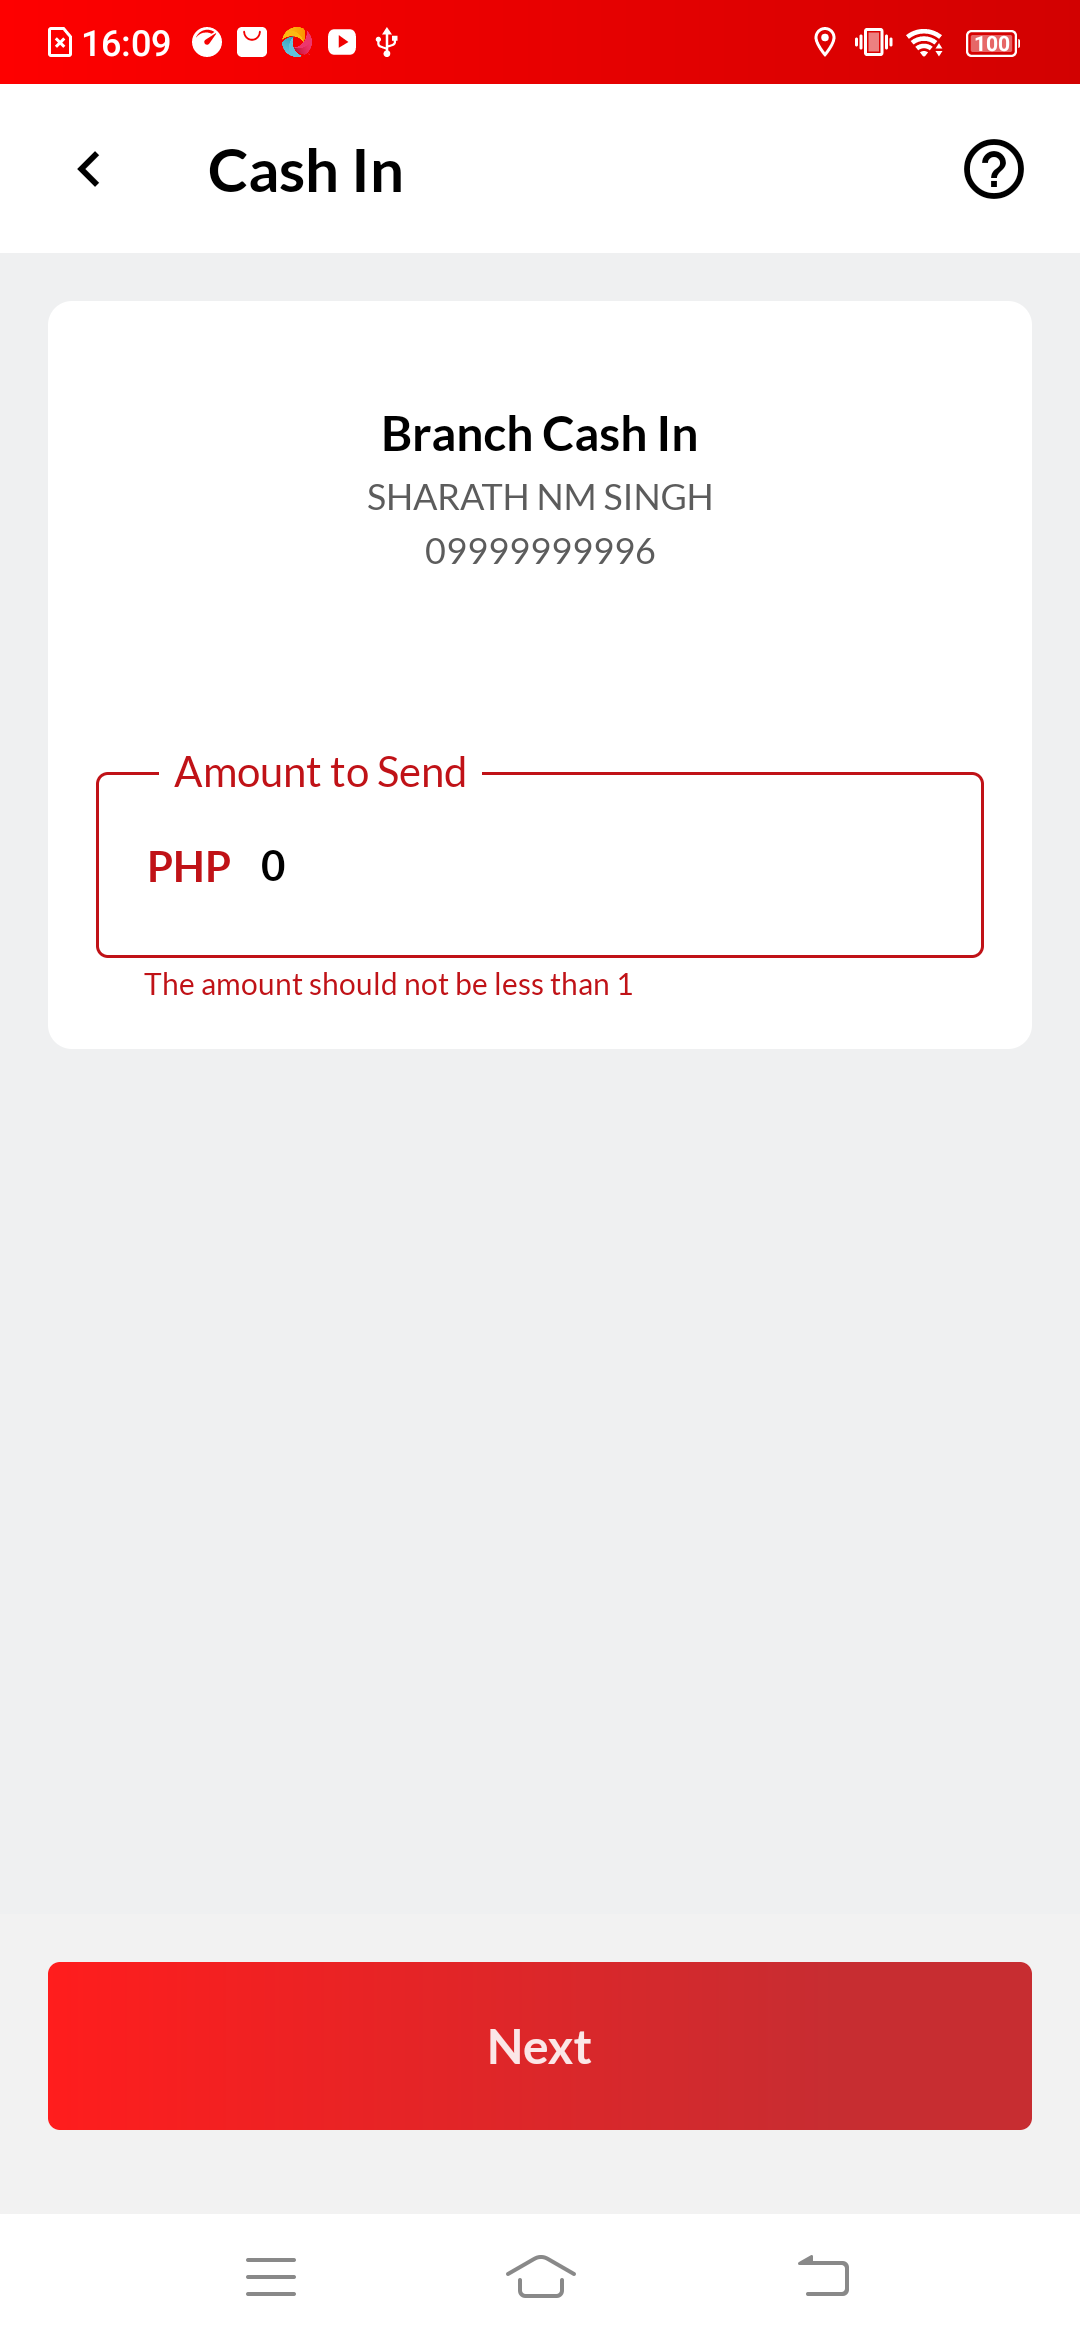 16:09
100
Cash In
Branch Cash In
SHARATH NM SINGH
09999999996
Amount to Send
PHP 0
The amount should not be less than 1
Next